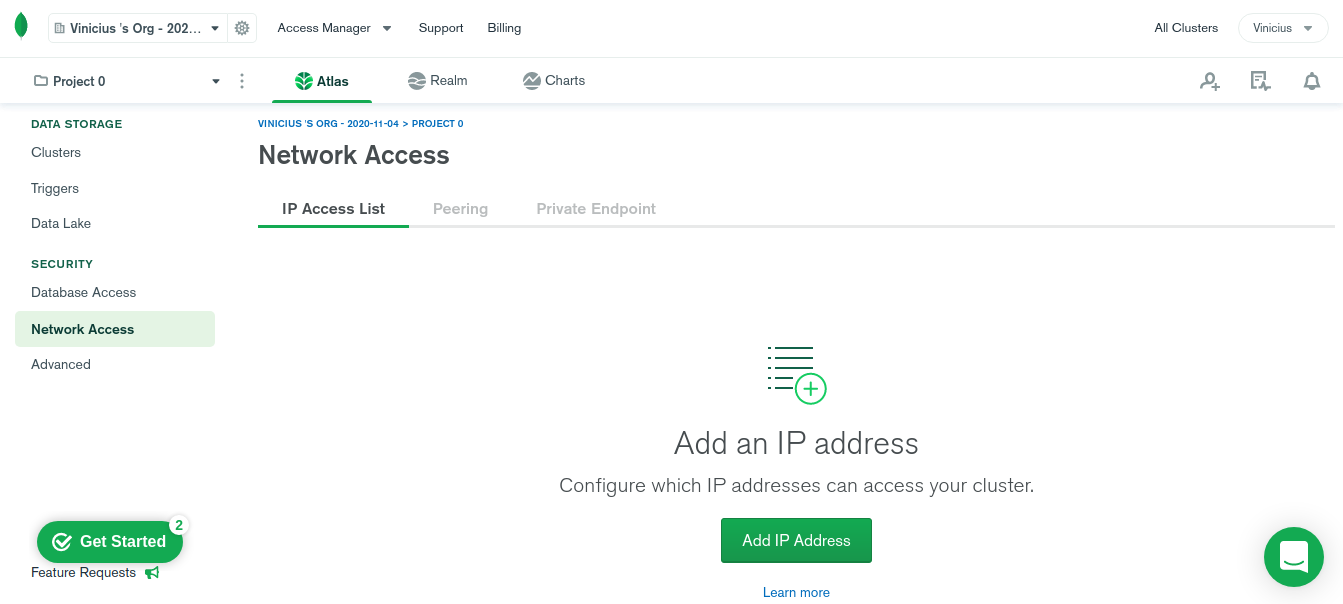 Vinicius 's Org - 202...
Access Manager
Support
Billing
All Clusters
Vinicius
Project 0
Atlas
Realm
Charts
DATA STORAGE
Clusters
Triggers
Data Lake
SECURITY
Database Access
Network Access
Advanced
Get Started
2
Feature Requests
VINICIUS 'S ORG - 2020-11-04 > PROJECT 0
Network Access
IP Access List
Peering
Private Endpoint
Add an IP address
Configure which IP addresses can access your cluster.
Add IP Address
Learn more